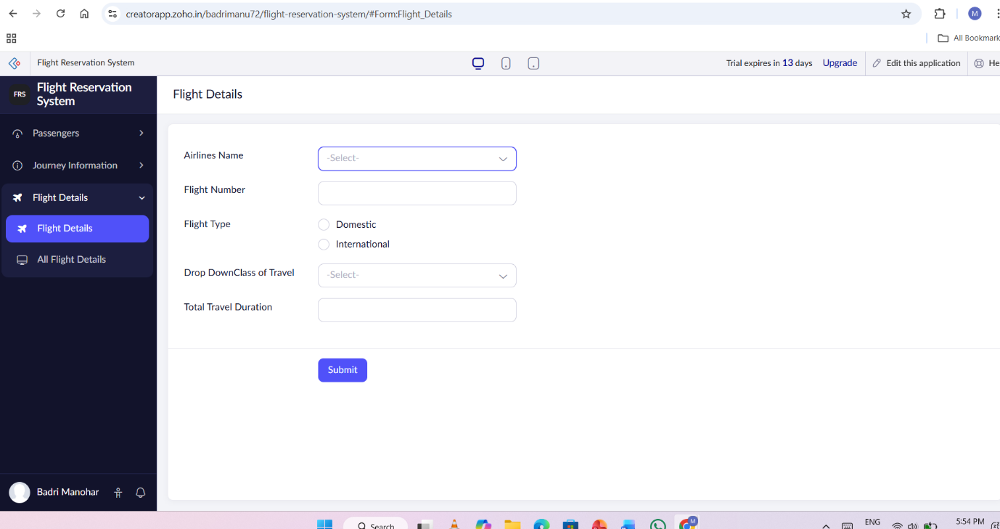 creatorapp.zoho.in/badrimanu72/flight-reservation-system/#Form:Flight_Details
M
All Bookmark
Flight Reservation System
Trial expires in 13 days
Upgrade
Edit this application
He
FRS
Flight Reservation
System
Flight Details
Passengers
Journey Information
Flight Details
Flight Details
All Flight Details
Airlines Name
-Select-
Flight Number
Flight Type
Domestic
International
Drop DownClass of Travel
-Select-
Total Travel Duration
Submit
Badri Manohar
Search
M
ENG
5:54 PM